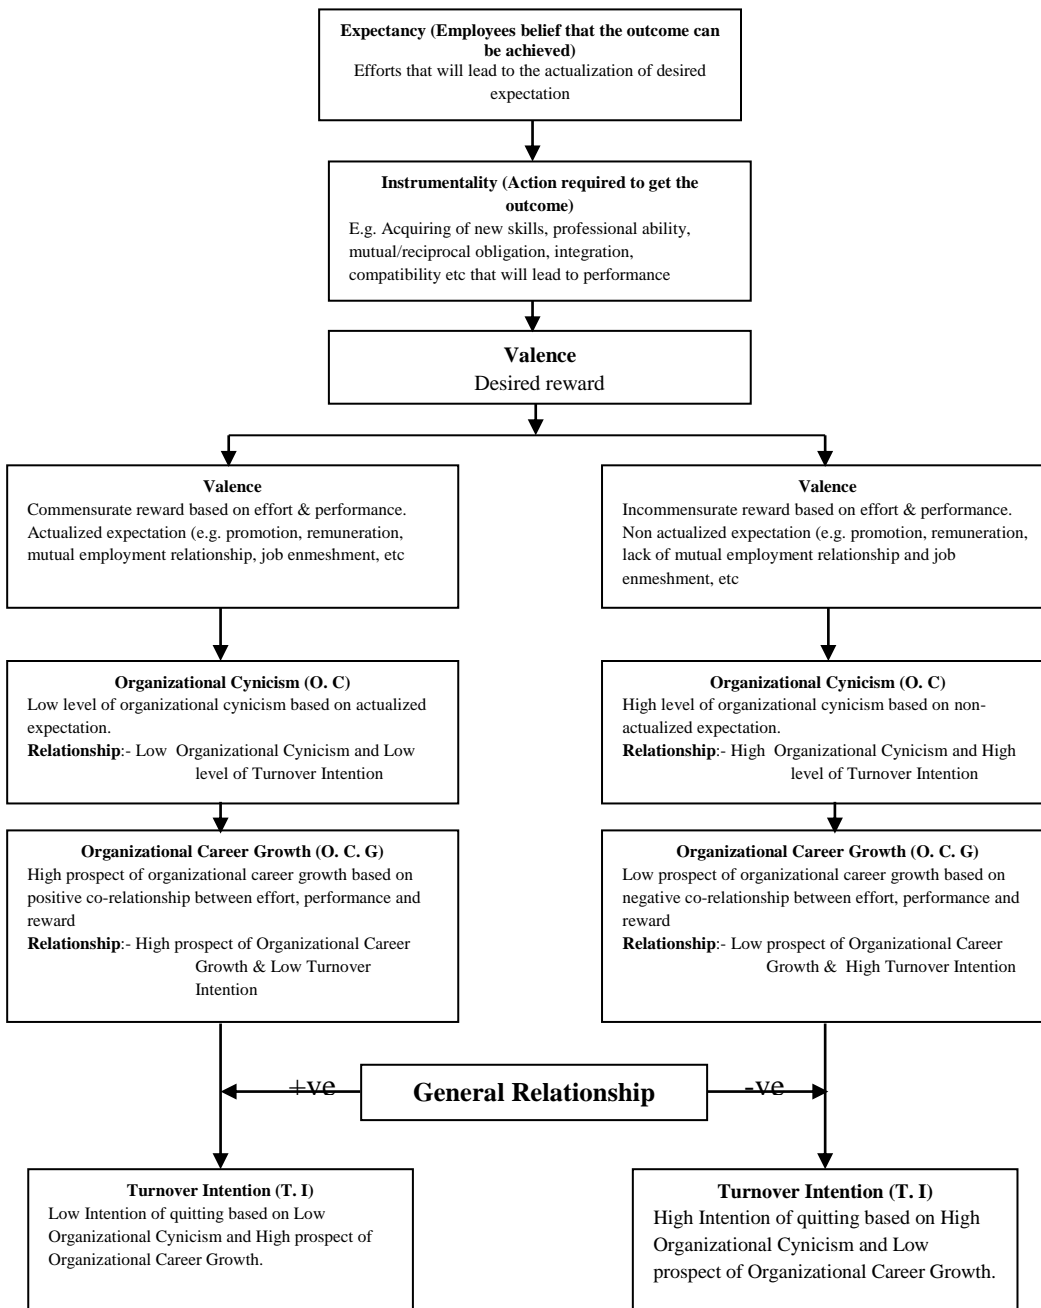 Expectancy (Employees belief that the outcome can
be achieved)
Efforts that will lead to the actualization of desired
expectation
Instrumentality (Action required to get the
outcome)
E.g. Acquiring of new skills, professional ability,
mutual/reciprocal obligation, integration,
compatibility etc that will lead to performance
Valence
Desired reward
Valence
Commensurate reward based on effort & performance.
Actualized expectation (e.g. promotion, remuneration,
mutual employment relationship, job enmeshment, etc
Valence
Incommensurate reward based on effort & performance.
Non actualized expectation (e.g. promotion, remuneration,
lack of mutual employment relationship and job
enmeshment, etc
Organizational Cynicism (O. C)
Low level of organizational cynicism based on actualized
expectation.
Relationship:- Low Organizational Cynicism and Low
level of Turnover Intention
Organizational Cynicism (O. C)
High level of organizational cynicism based on non-
actualized expectation.
Relationship:- High Organizational Cynicism and High
level of Turnover Intention
Organizational Career Growth (O. C. G)
High prospect of organizational career growth based on
positive co-relationship between effort, performance and
reward
Relationship:- High prospect of Organizational Career
Growth & Low Turnover
Intention
Organizational Career Growth (O. C. G)
Low prospect of organizational career growth based on
negative co-relationship between effort, performance and
reward
Relationship:- Low prospect of Organizational Career
Growth & High Turnover Intention
+ve
General Relationship
-ve
Turnover Intention (T. I)
Low Intention of quitting based on Low
Organizational Cynicism and High prospect of
Organizational Career Growth.
Turnover Intention (T. I)
High Intention of quitting based on High
Organizational Cynicism and Low
prospect of Organizational Career Growth.